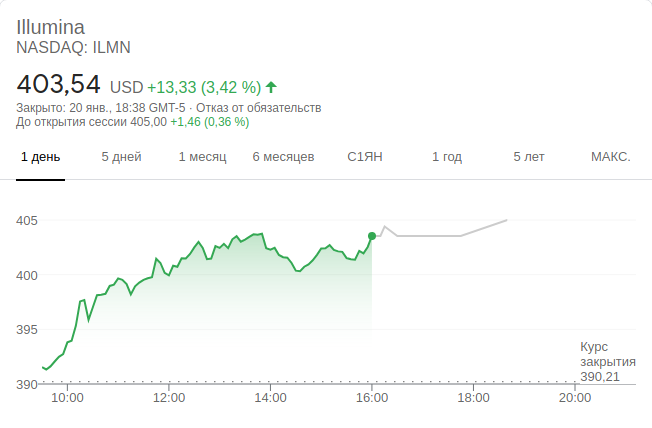 Illumina
NASDAQ: ILMN
403,54 USD +13,33 (3,42 %)
Закрыто: 20 янв., 18:38 GMT-5 · Отказ от обязательств
До открытия сессии 405,00 +1,46 (0,36 %)
1 день 5 дней 1 месяц 6 месяцев С1ЯН 1 год 5 лет МАКС.
405
400
395
390
Курс
закрытия
390,21
10:00 12:00 14:00 16:00 18:00 20:00